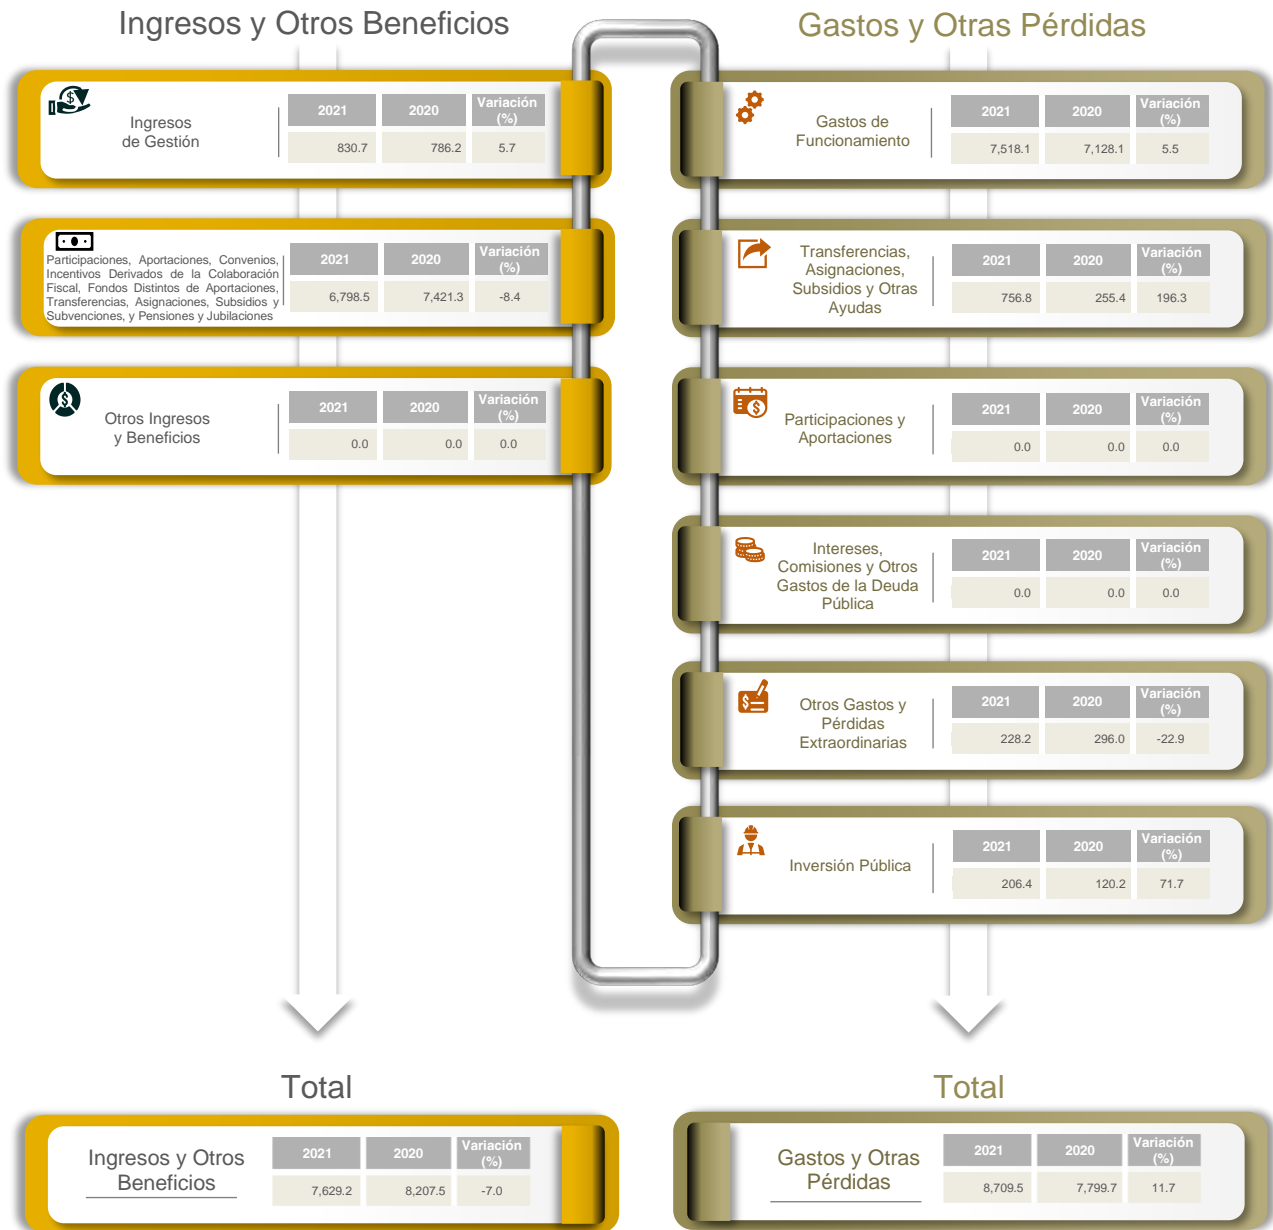 Ingresos y Otros Beneficios
Ingresos
de Gestión
2021 2020 Variación
(%)
830.7 786.2 5.7
Participaciones, Aportaciones, Convenios,
Incentivos Derivados de la Colaboración
Fiscal, Fondos Distintos de Aportaciones,
Transferencias, Asignaciones, Subsidios y
Subvenciones, y Pensiones y Jubilaciones
2021 2020 Variación
(%)
6,798.5 7,421.3 -8.4
Otros Ingresos
y Beneficios
2021 2020 Variación
(%)
0.0 0.0 0.0
Total
Ingresos y Otros
Beneficios
2021 2020 Variación
(%)
7,629.2 8,207.5 -7.0
Gastos y Otras Pérdidas
Gastos de
Funcionamiento
2021 2020 Variación
(%)
7,518.1 7,128.1 5.5
Transferencias,
Asignaciones,
Subsidios y Otras
Ayudas
2021 2020 Variación
(%)
756.8 255.4 196.3
Participaciones y
Aportaciones
2021 2020 Variación
(%)
0.0 0.0 0.0
Intereses,
Comisiones y Otros
Gastos de la Deuda
Pública
2021 2020 Variación
(%)
0.0 0.0 0.0
Otros Gastos y
Pérdidas
Extraordinarias
2021 2020 Variación
(%)
228.2 296.0 -22.9
Inversión Pública
2021 2020 Variación
(%)
206.4 120.2 71.7
Total
Gastos y Otras
Pérdidas
2021 2020 Variación
(%)
8,709.5 7,799.7 11.7